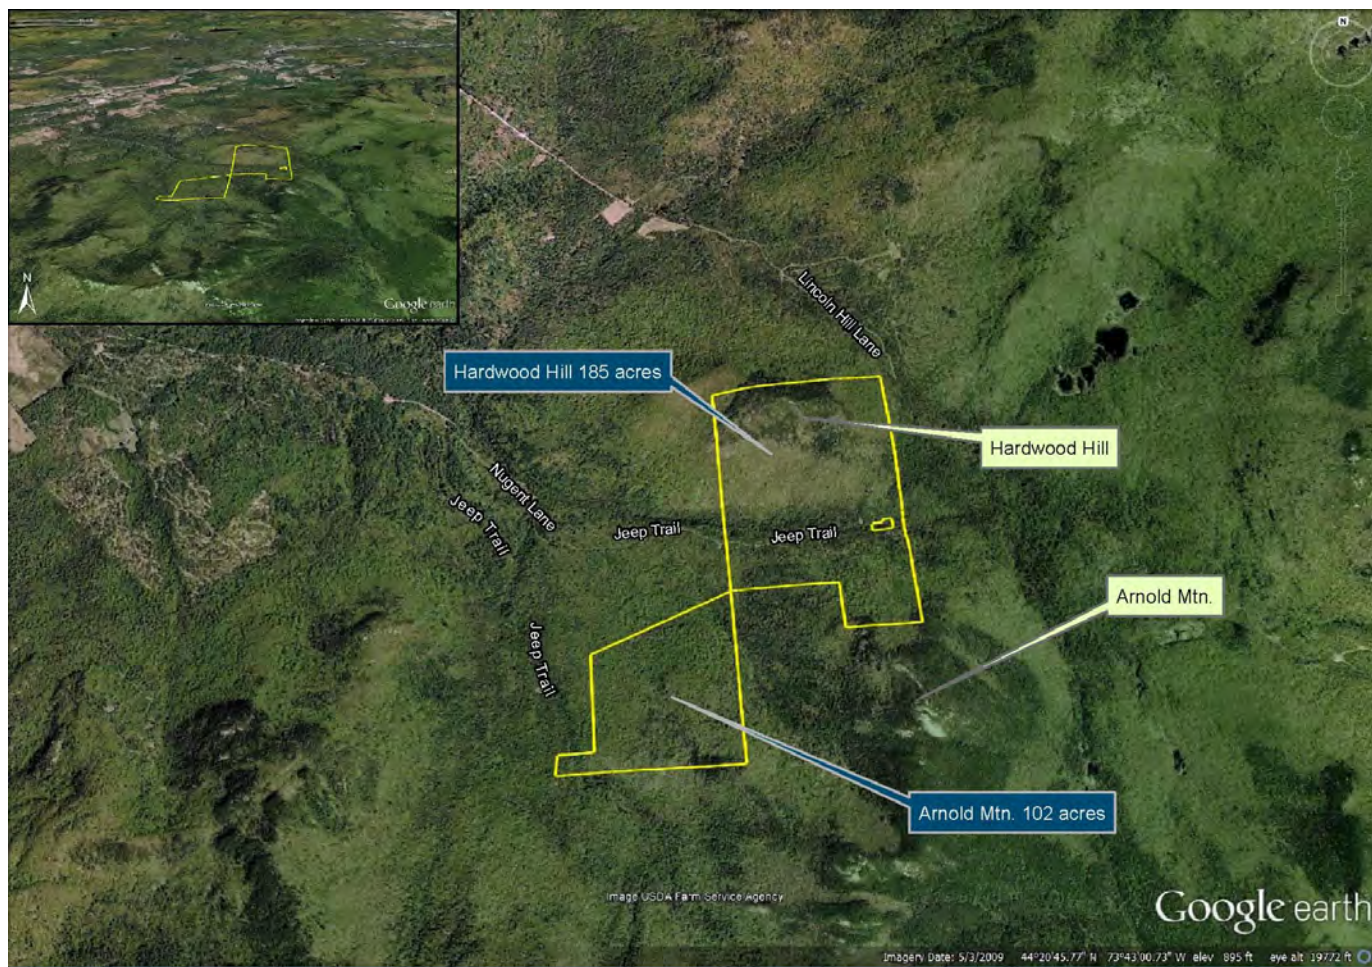 N
Google earth
N
Lincoln Hill Lane
Hardwood Hill 185 acres
Hardwood Hill
Nugent Lane
Jeep Trail
Jeep Trail
Jeep Trail
Arnold Mtn.
Jeep Trail
Arnold Mtn. 102 acres
Image USDA Farm Service Agency
Google earth
Imagery Date: 5/3/2009 44°20'45.77" N 73°43'00.73" W elev 895 ft eye alt 19772 ft